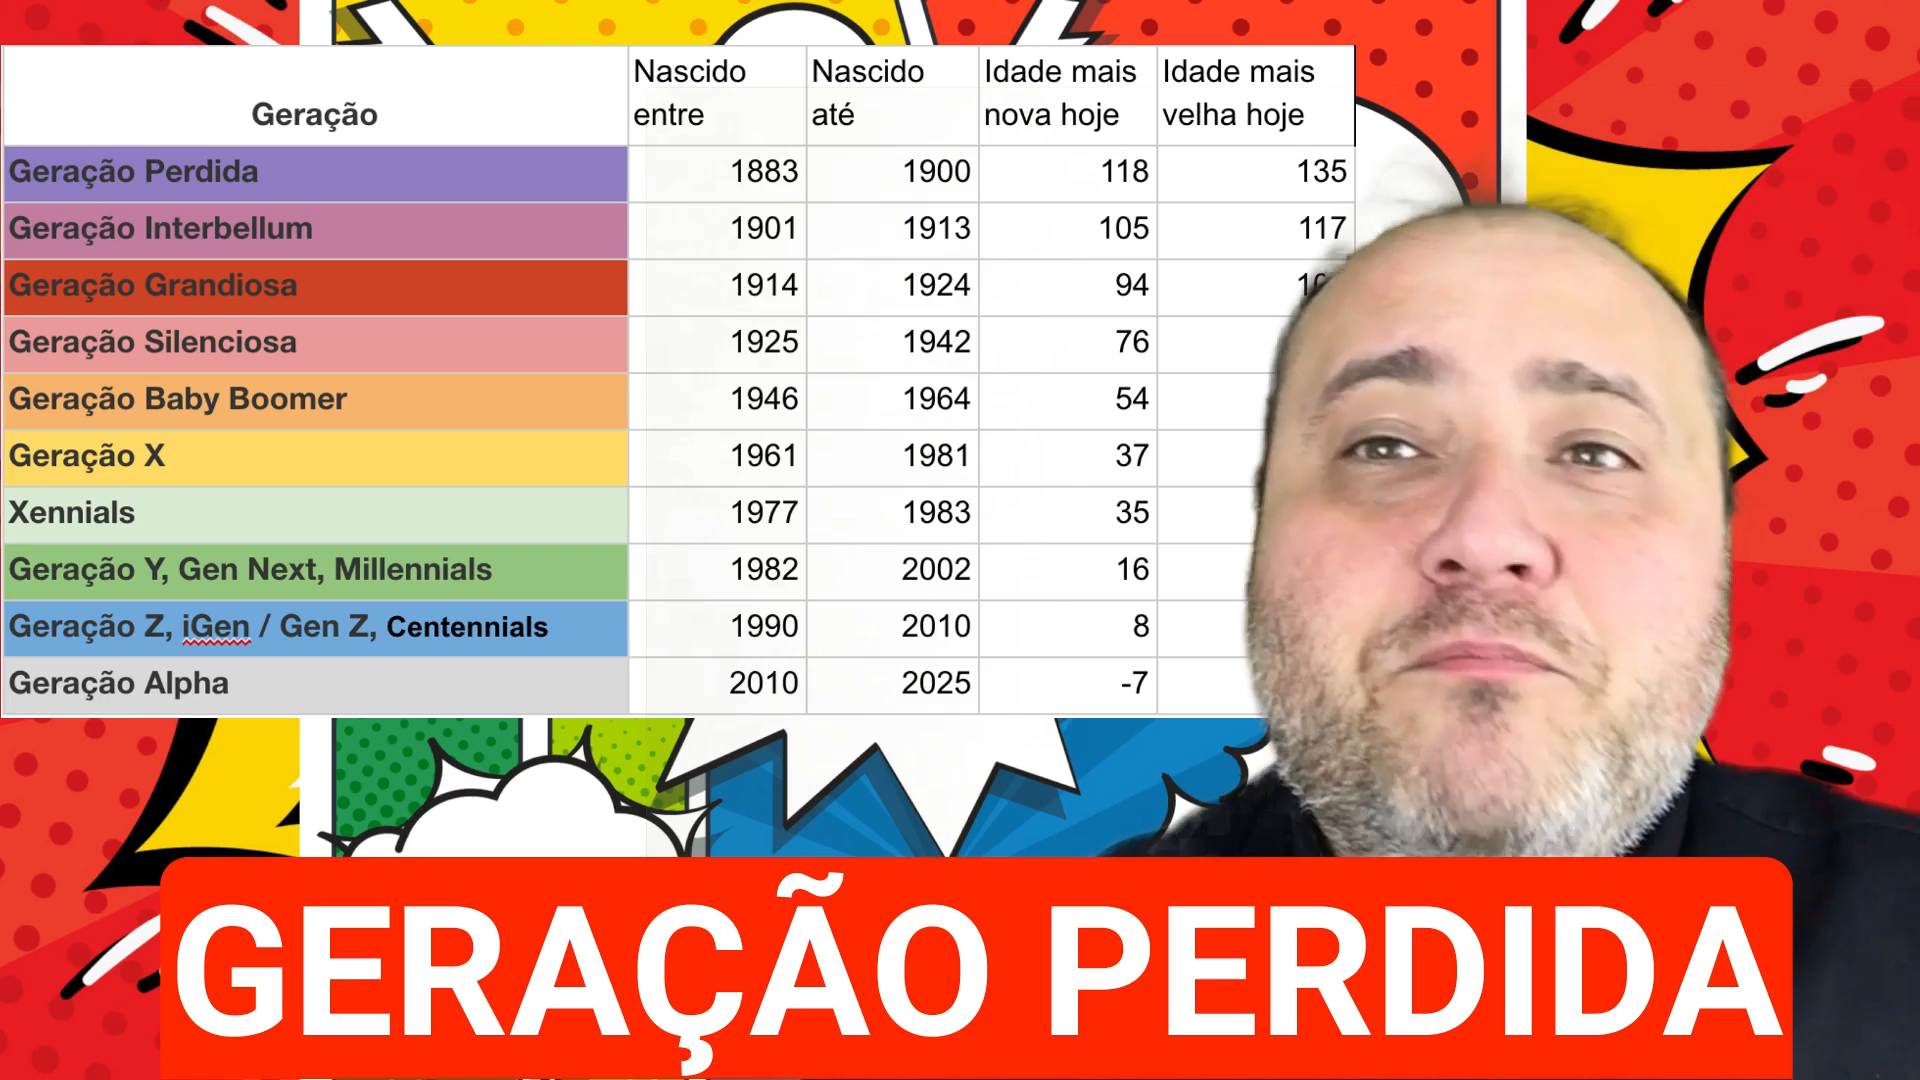 Geração Nascido entre Nascido até Idade mais nova hoje Idade mais velha hoje
Geração Perdida 1883 1900 118 135
Geração Interbellum 1901 1913 105 117
Geração Grandiosa 1914 1924 94
Geração Silenciosa 1925 1942 76
Geração Baby Boomer 1946 1964 54
Geração X 1961 1981 37
Xennials 1977 1983 35
Geração Y, Gen Next, Millennials 1982 2002 16
Geração Z, iGen / Gen Z, Centennials 1990 2010 8
Geração Alpha 2010 2025 -7
GERAÇÃO PERDIDA